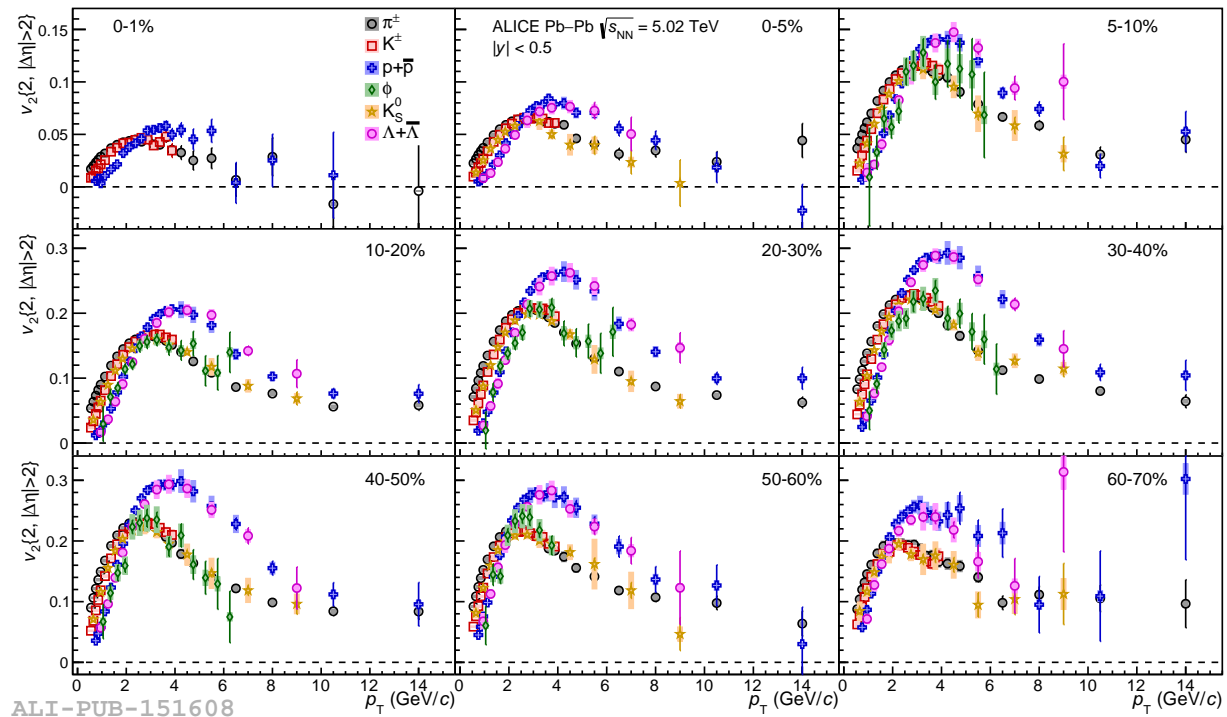 0-1%
π±
K±
p+p̅
ϕ
K⁰S
Λ+Λ̅
ALICE Pb–Pb √sNN = 5.02 TeV
|y| < 0.5
0-5%
5-10%
v2{2, |Δη|>2}
0.15
0.1
0.05
0
10-20%
20-30%
30-40%
v2{2, |Δη|>2}
0.3
0.2
0.1
0
40-50%
50-60%
60-70%
v2{2, |Δη|>2}
0.3
0.2
0.1
0
0 2 4 6 8 10 12 14
0 2 4 6 8 10 12 14
0 2 4 6 8 10 12 14
pT (GeV/c)
pT (GeV/c)
pT (GeV/c)
ALI-PUB-151608